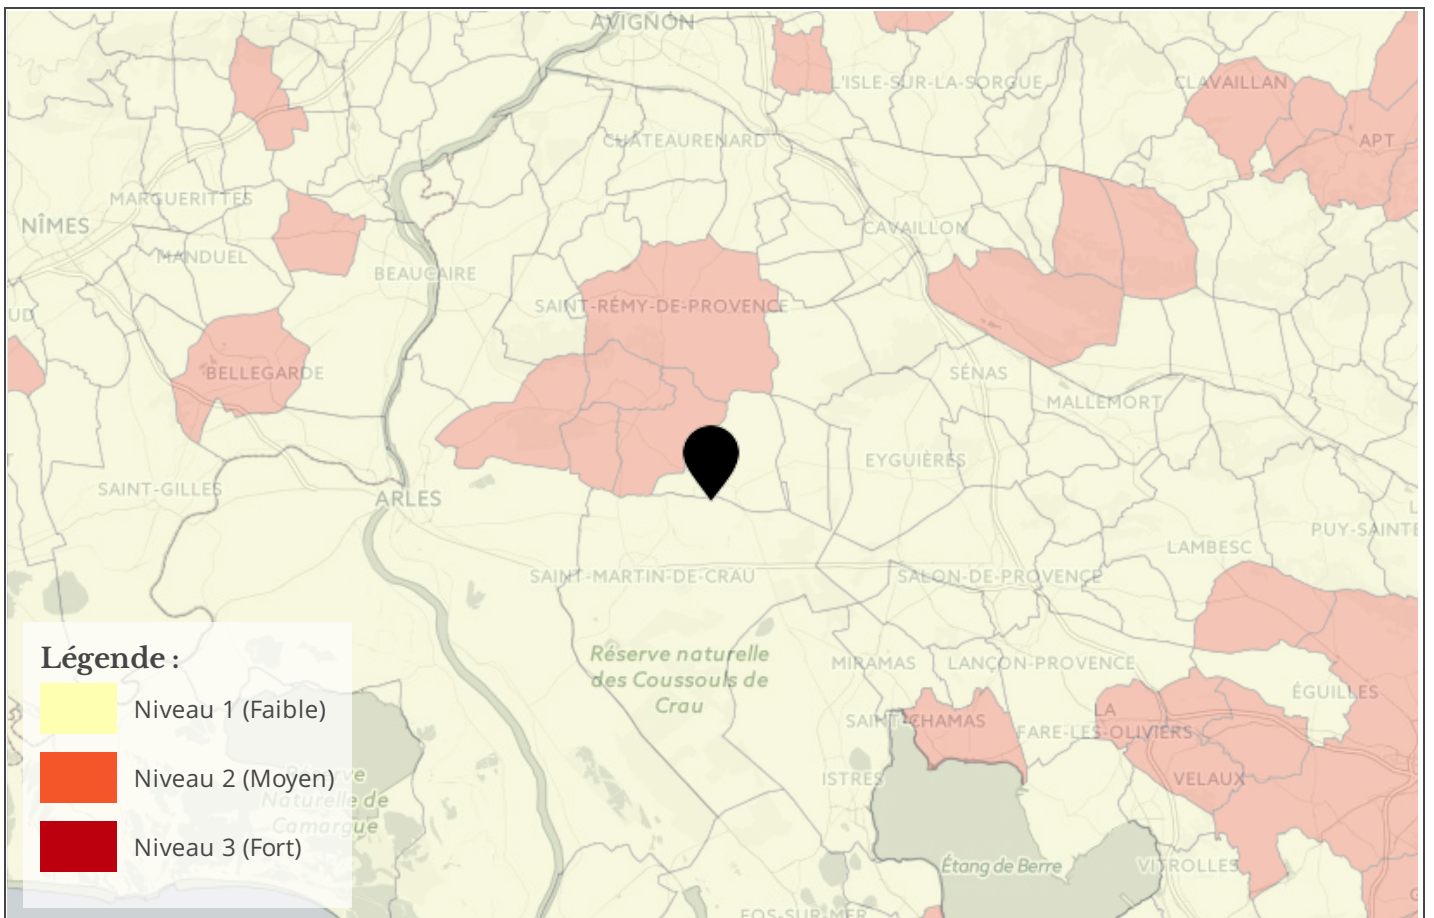 AVIGNON
L'ISLE-SUR-LA-SORGUE
CLAVAILLAN
CHÂTEAURENARD
APT
MARGUERITTES
NÎMES
CAVAILLON
MANDUEL
BEAUCAIRE
SAINT-RÉMY-DE-PROVENCE
UD
BELLEGARDE
SÉNAS
MALLEMORT
EYGUIÈRES
SAINT-GILLES
ARLES
PUY-SAINTE
LAMBESC
SAINT-MARTIN-DE-CRAU
SALON-DE-PROVENCE
Réserve naturelle
des Coussouls de
Crau
MIRAMAS
LANÇON-PROVENCE
ÉGUILLES
SAINT-CHAMAS
LA
FARE-LES-OLIVIERS
ISTRES
VELAUX
Étang de Berre
VITROLLES
FOS-SUR-MER
Légende :
Niveau 1 (Faible)
Niveau 2 (Moyen)
Niveau 3 (Fort)
Réserve
Naturelle de
Camargue